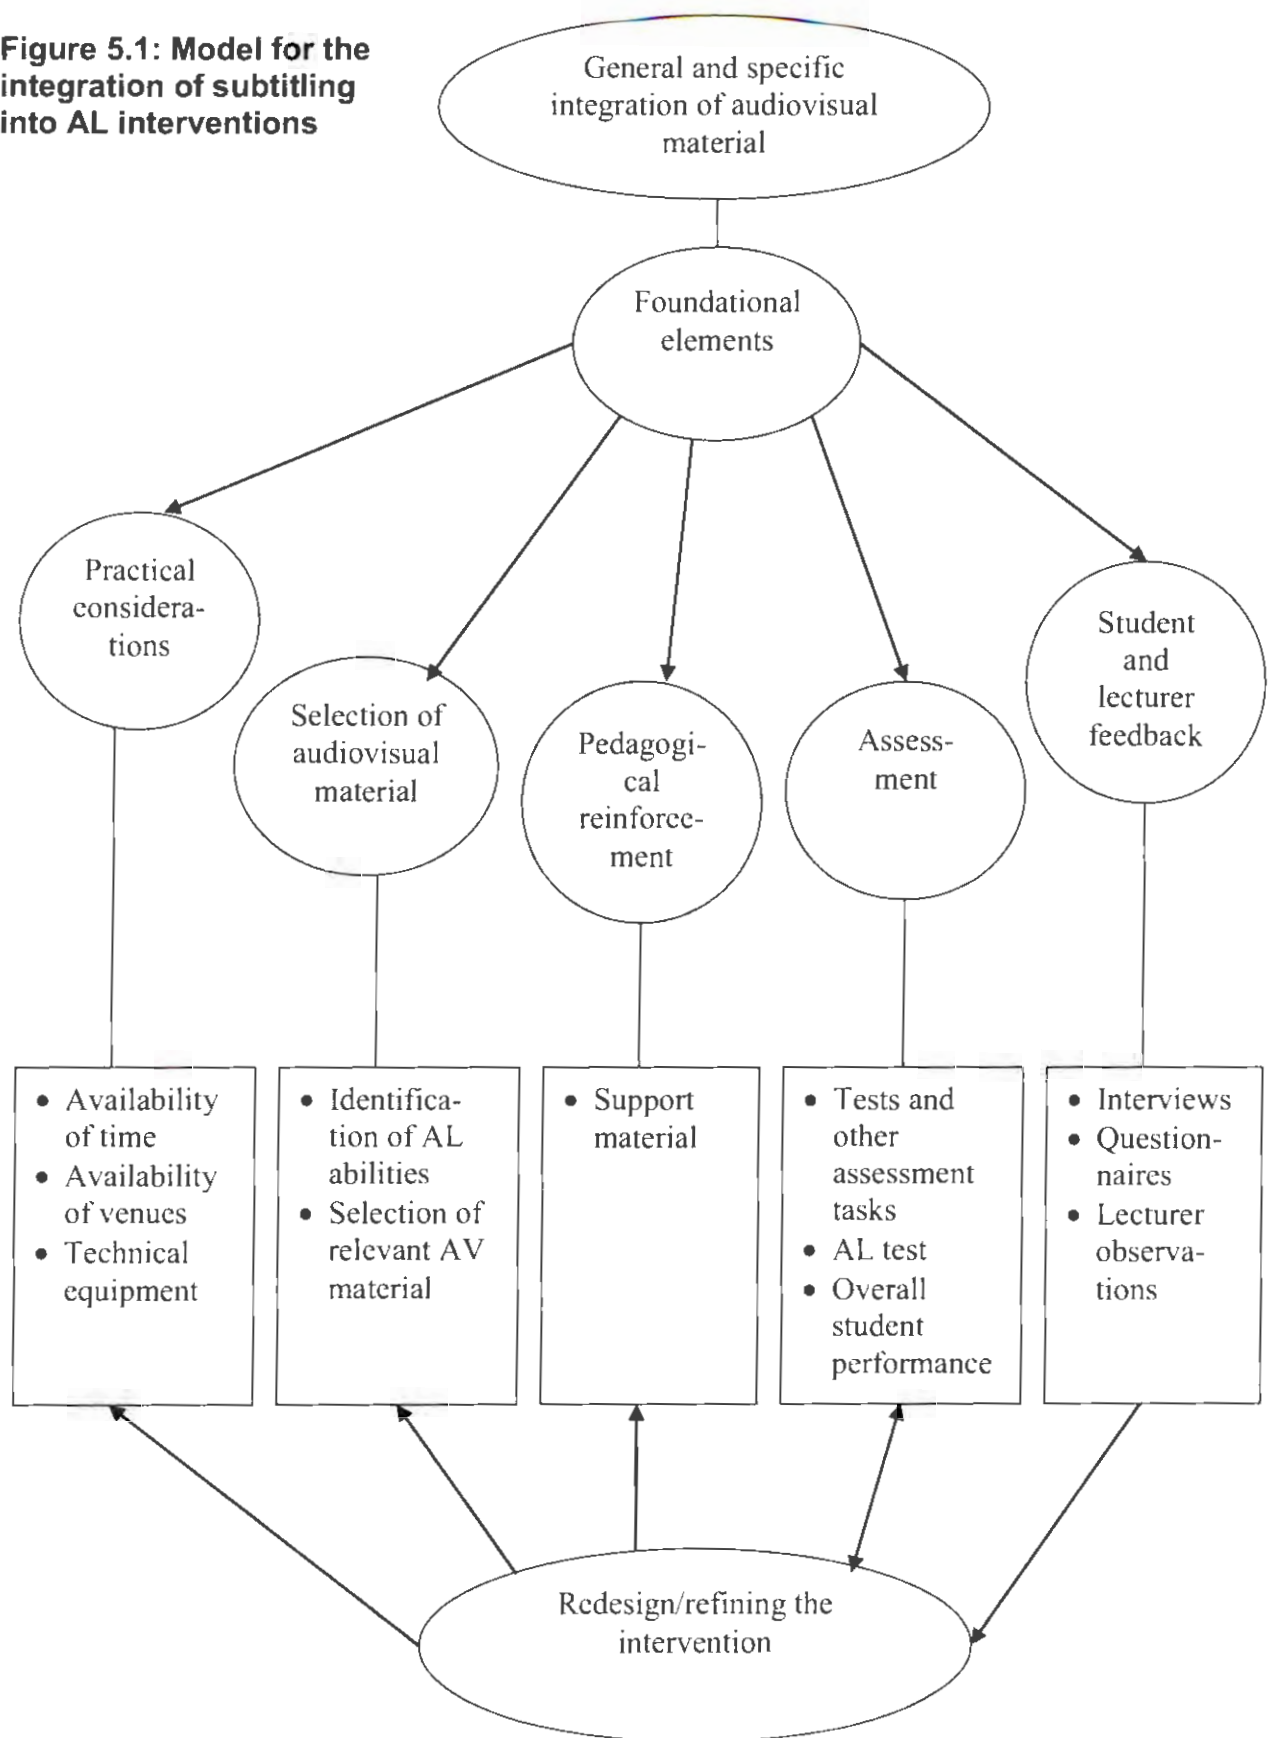 Figure 5.1: Model for the
integration of subtitling
into AL interventions
General and specific
integration of audiovisual
material
Foundational
elements
Practical
considera-
tions
Selection of
audiovisual
material
Pedagogi-
cal
reinforce-
ment
Assess-
ment
Student
and
lecturer
feedback
• Availability
of time
• Availability
of venues
• Technical
equipment
• Identifica-
tion of AL
abilities
• Selection of
relevant AV
material
• Support
material
• Tests and
other
assessment
tasks
• AL test
• Overall
student
performance
• Interviews
• Question-
naires
• Lecturer
observa-
tions
Redesign/refining the
intervention